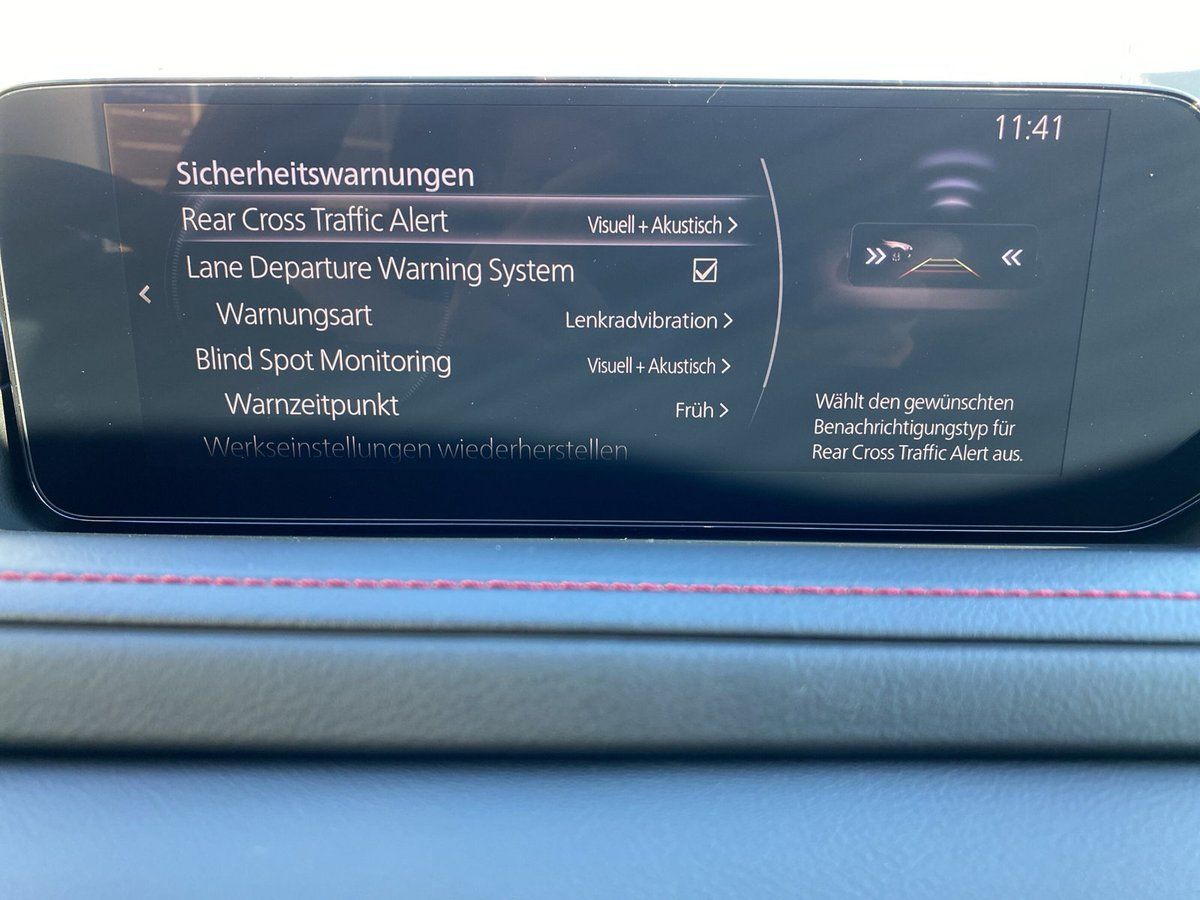 11:41
Sicherheitswarnungen
Rear Cross Traffic Alert Visuell + Akustisch >
Lane Departure Warning System
Warnungsart Lenkradvibration >
Blind Spot Monitoring Visuell + Akustisch >
Warnzeitpunkt Früh >
Werkseinstellungen wiederherstellen
Wählt den gewünschten
Benachrichtigungstyp für
Rear Cross Traffic Alert aus.